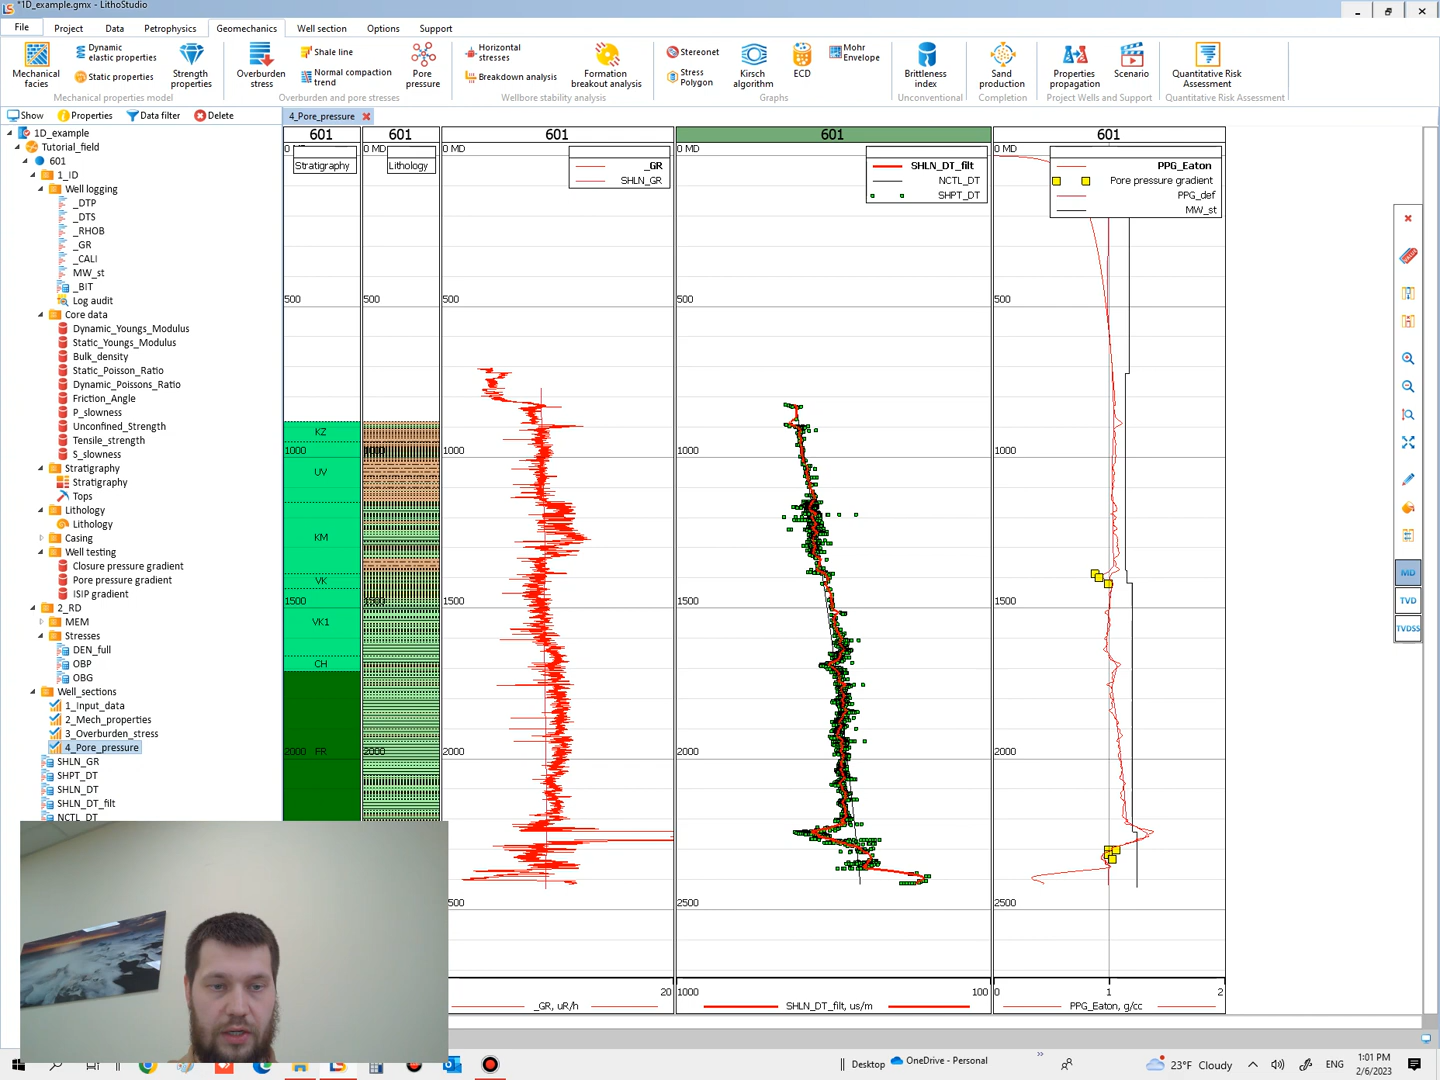 *1D_example.gmx - LithoStudio
File Project Data Petrophysics Geomechanics Well section Options Support
Mechanical facies
Dynamic elastic properties
Static properties
Strength properties
Mechanical properties model
Overburden stress
Shale line
Normal compaction trend
Pore pressure
Overburden and pore stresses
Horizontal stresses
Breakdown analysis
Formation breakout analysis
Wellbore stability analysis
Stereonet
Stress Polygon
Kirsch algorithm
ECD
Mohr Envelope
Graphs
Brittleness index
Unconventional
Sand production
Completion
Properties propagation
Scenario
Project Wells and Support
Quantitative Risk Assessment
Quantitative Risk Assessment
Show Properties Data filter Delete
4_Pore_pressure
1D_example
Tutorial_field
601
1_ID
Well logging
_DTP
_DTS
_RHOB
_GR
_CALI
MW_st
_BIT
Log audit
Core data
Dynamic_Youngs_Modulus
Static_Youngs_Modulus
Bulk_density
Static_Poisson_Ratio
Dynamic_Poissons_Ratio
Friction_Angle
P_slowness
Unconfined_Strength
Tensile_strength
S_slowness
Stratigraphy
Stratigraphy
Tops
Lithology
Lithology
Casing
Well testing
Closure pressure gradient
Pore pressure gradient
ISIP gradient
2_RD
MEM
Stresses
DEN_full
OBP
OBG
Well_sections
1_Input_data
2_Mech_properties
3_Overburden_stress
4_Pore_pressure
SHLN_GR
SHPT_DT
SHLN_DT
SHLN_DT_filt
NCTL_DT
601 601 601 601 601
0 MD 0 MD 0 MD 0 MD 0 MD
Stratigraphy
Lithology
_GR
SHLN_GR
SHLN_DT_filt
NCTL_DT
SHPT_DT
PPG_Eaton
Pore pressure gradient
PPG_def
MW_st
500 500 500 500 500
KZ
1000 1000 1000 1000 1000
UV
KM
VK
1500 1500 1500 1500 1500
VK1
CH
2000 FR 2000 2000 2000 2000
500 2500 2500
20 1000 100 0 1 2
_GR, uR/h
SHLN_DT_filt, us/m
PPG_Eaton, g/cc
MD
TVD
TVDSS
Desktop OneDrive - Personal
23°F Cloudy
ENG
1:01 PM
2/6/2023